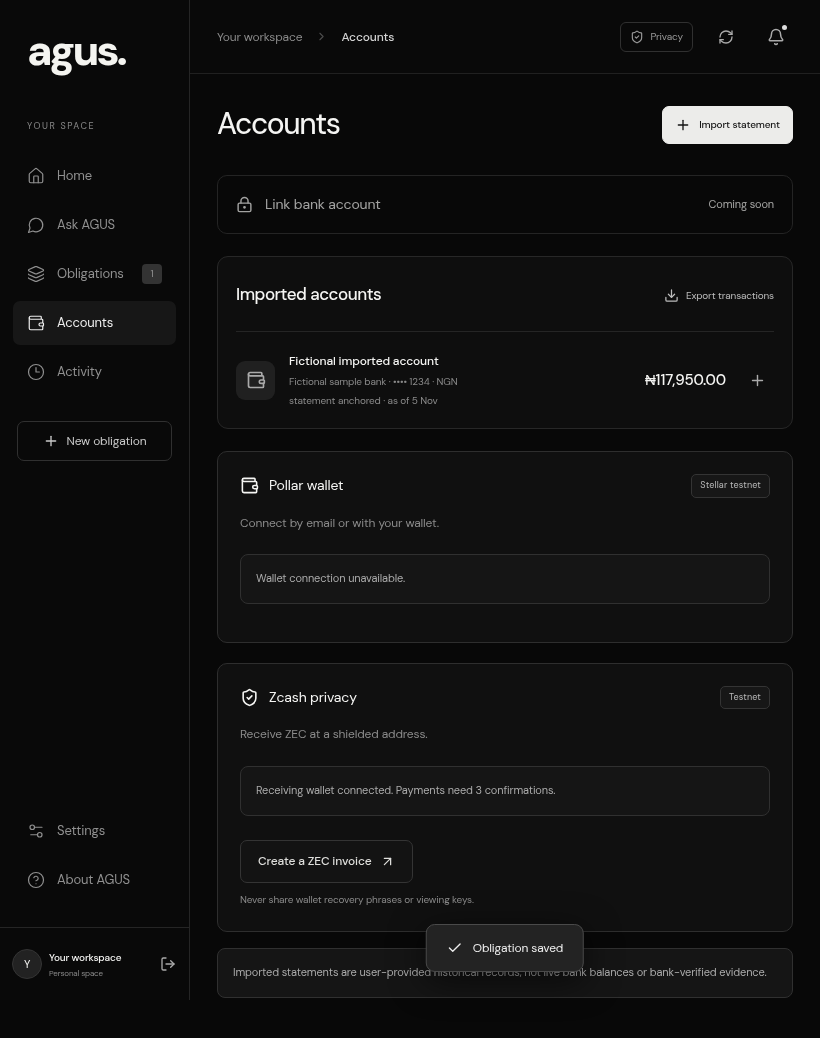 agus.
YOUR SPACE
Home
Ask AGUS
Obligations 1
Accounts
Activity
New obligation
Settings
About AGUS
Y
Your workspace
Personal space
Your workspace > Accounts
Privacy
Accounts
Import statement
Link bank account
Coming soon
Imported accounts
Export transactions
Fictional imported account
Fictional sample bank · •••• 1234 · NGN
statement anchored · as of 5 Nov
₦117,950.00
Pollar wallet
Stellar testnet
Connect by email or with your wallet.
Wallet connection unavailable.
Zcash privacy
Testnet
Receive ZEC at a shielded address.
Receiving wallet connected. Payments need 3 confirmations.
Create a ZEC invoice
Never share wallet recovery phrases or viewing keys.
Obligation saved
Imported statements are user-provided historical records, not live bank balances or bank-verified evidence.